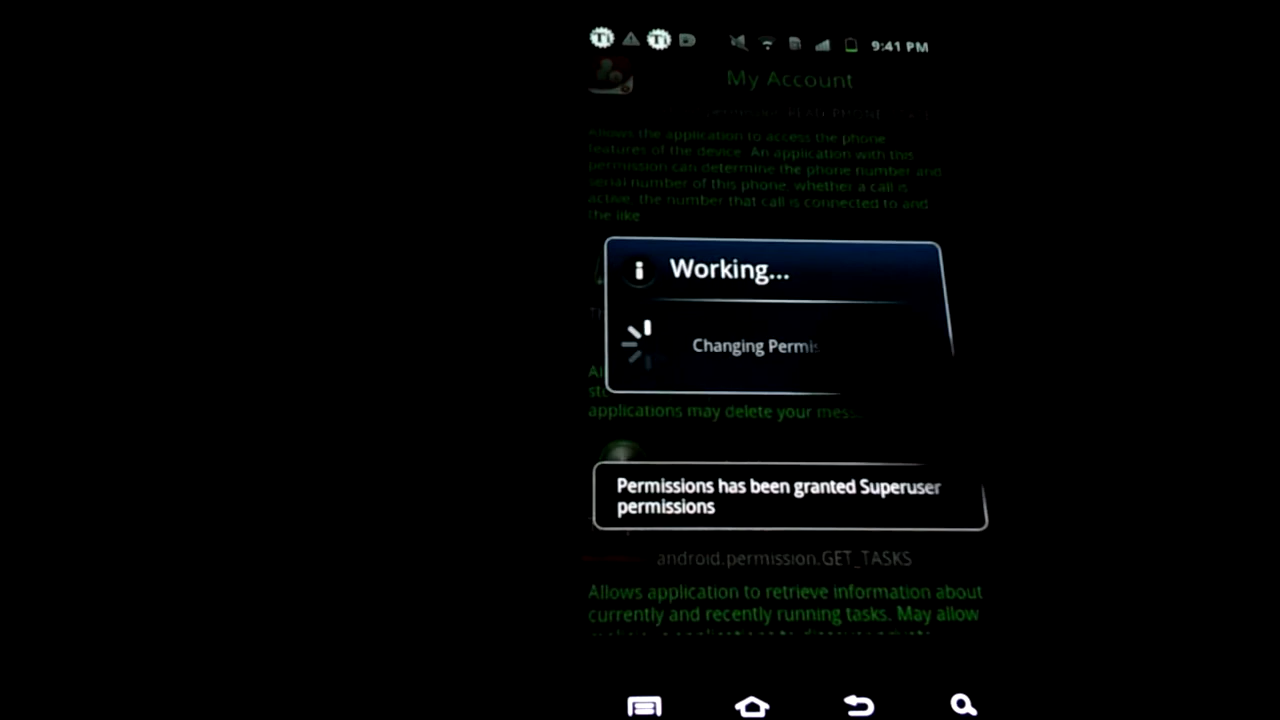 9:41 PM
My Account
allows the application to access the phone
features of the device. An application with this
permission can determine the phone number and
serial number of this phone, whether a call is
active, the number that call is connected to and
the like
Working...
Changing
applications may delete your
Permissions has been granted Superuser
permissions
android.permission.GET_TASKS
Allows application to retrieve information about
currently and recently running tasks. May allow